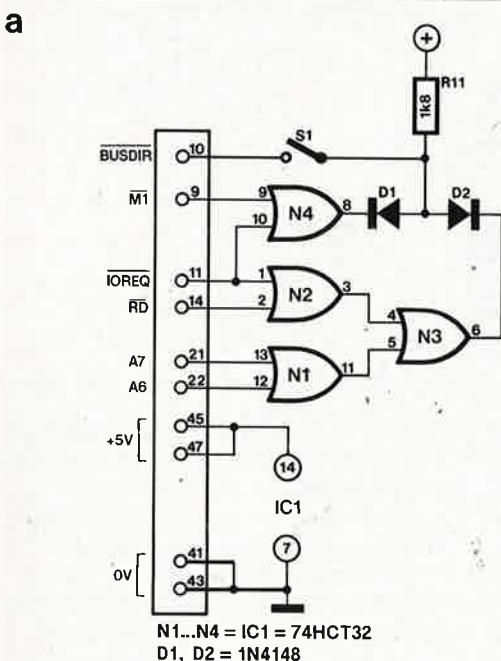 a
+
R11
1k8
S1
BUSDIR 10
M1 9
9 8
10
N4
D1 D2
IOREQ 11
1 3
2
N2
RD 14
4 6
5
N3
A7 21
13 11
12
N1
A6 22
45
+5V
47
14
IC1
7
41
0V
43
N1...N4 = IC1 = 74HCT32
D1, D2 = 1N4148